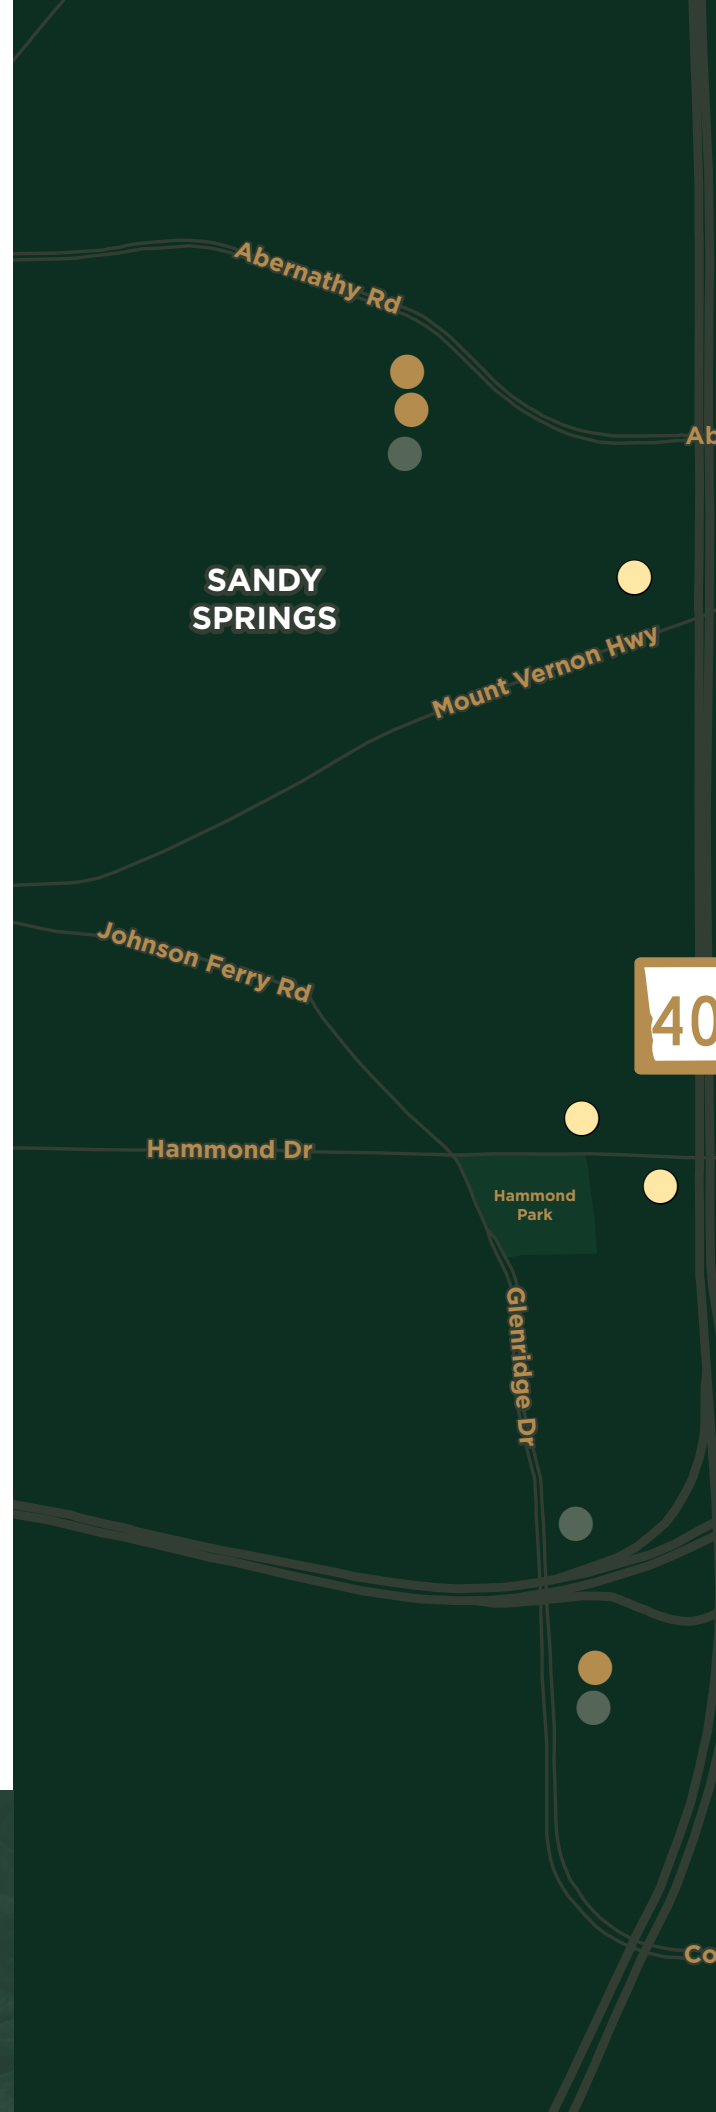 Abernathy Rd
Ab
SANDY
SPRINGS
Mount Vernon Hwy
Johnson Ferry Rd
40
Hammond Dr
Hammond
Park
Glenridge Dr
Co